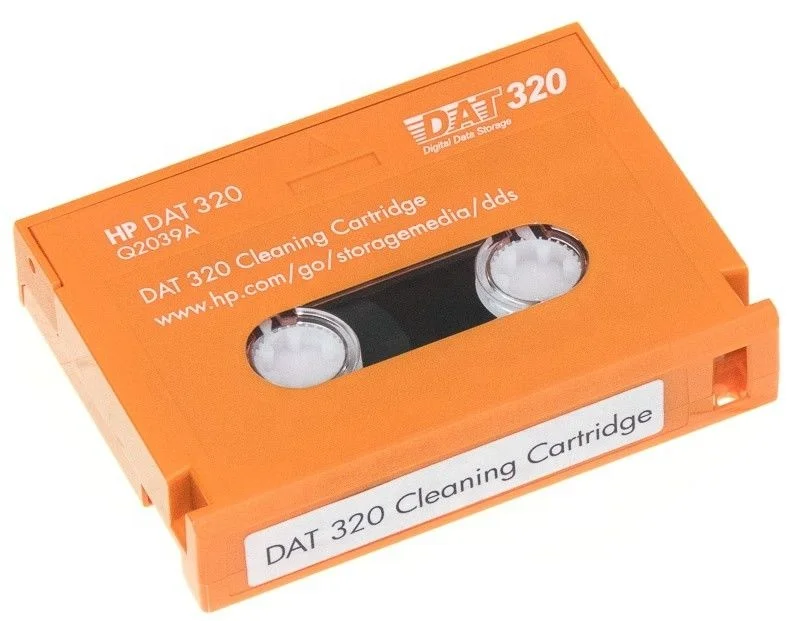 DAT 320
Digital Data Storage
HP DAT 320
Q2039A
DAT 320 Cleaning Cartridge
www.hp.com/go/storagemedia/dds
DAT 320 Cleaning Cartridge